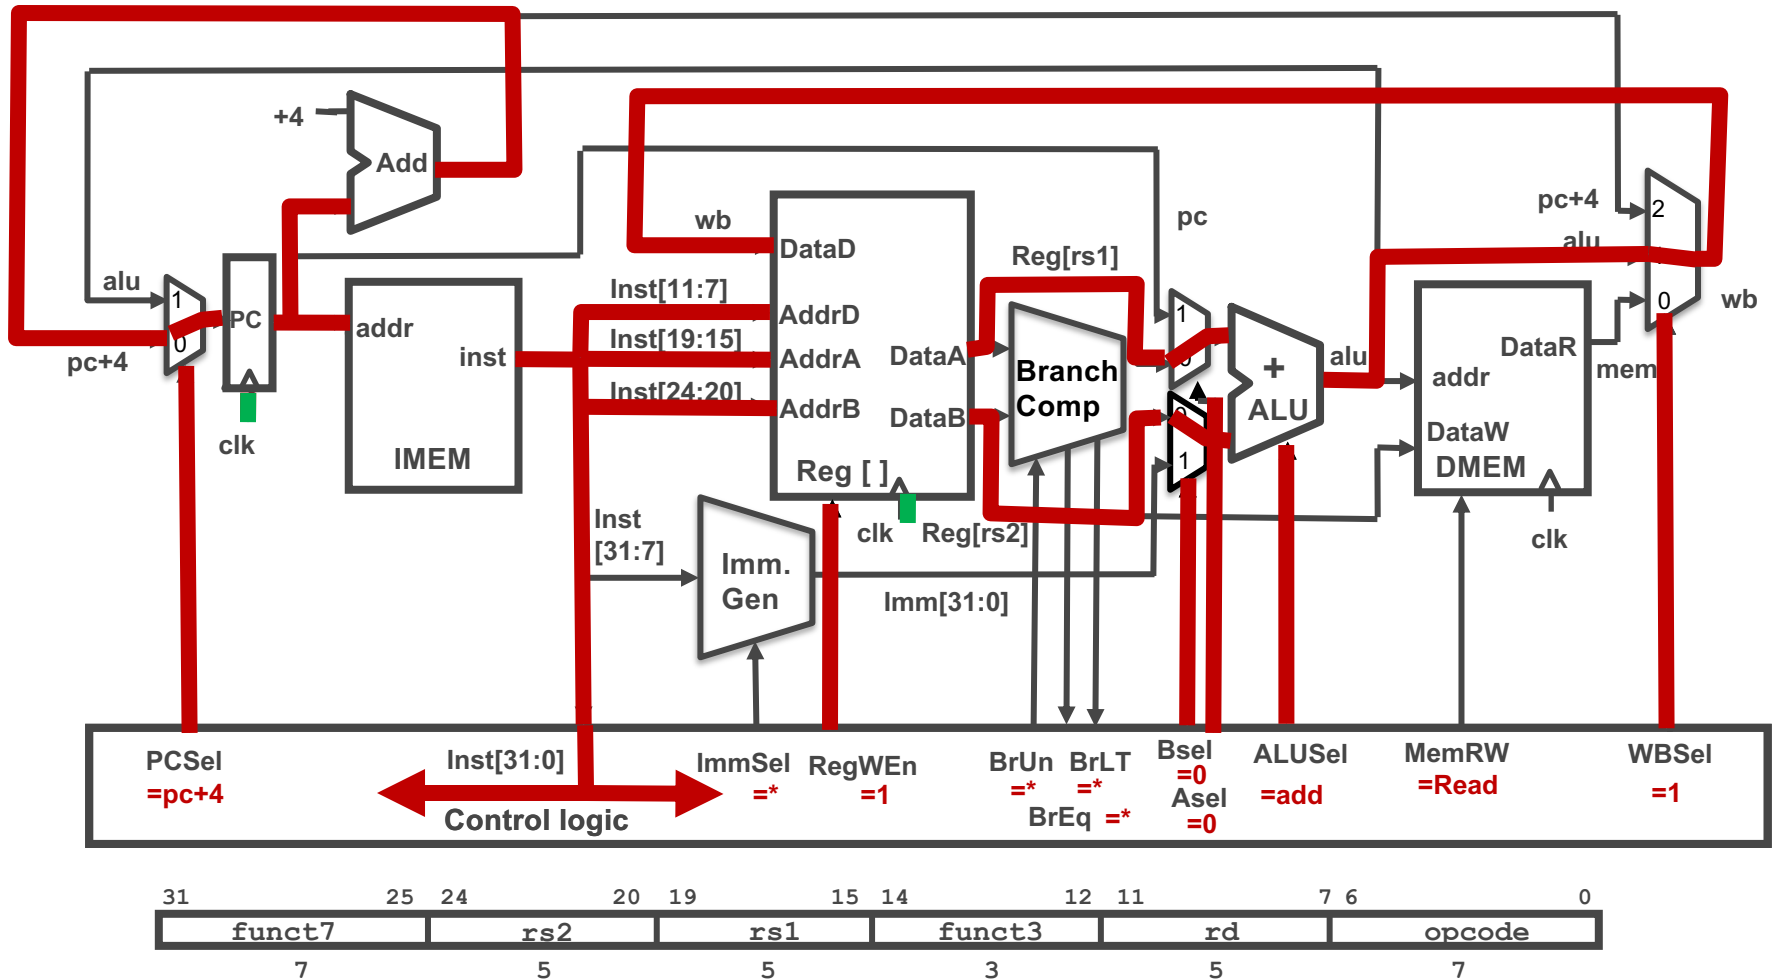 +4
Add
pc+4
2
wb
pc
alu
DataD
Reg[rs1]
alu
1
Inst[11:7]
0
wb
PC
addr
AddrD
1
+
Inst[19:15]
DataR
0
inst
AddrA
DataA
0
alu
mem
pc+4
Branch
Comp
addr
Inst[24:20]
AddrB
DataB
0
ALU
clk
DataW
IMEM
Reg [ ]
1
DMEM
Inst
[31:7]
clk
Reg[rs2]
clk
Imm.
Gen
Imm[31:0]
PCSel
=pc+4
Inst[31:0]
Control logic
ImmSel
=*
RegWEn
=1
BrUn
=*
BrLT
=*
BrEq =*
Bsel
=0
Asel
=0
ALUSel
=add
MemRW
=Read
WBSel
=1
31 25 24 20 19 15 14 12 11 7 6 0
funct7 rs2 rs1 funct3 rd opcode
7 5 5 3 5 7